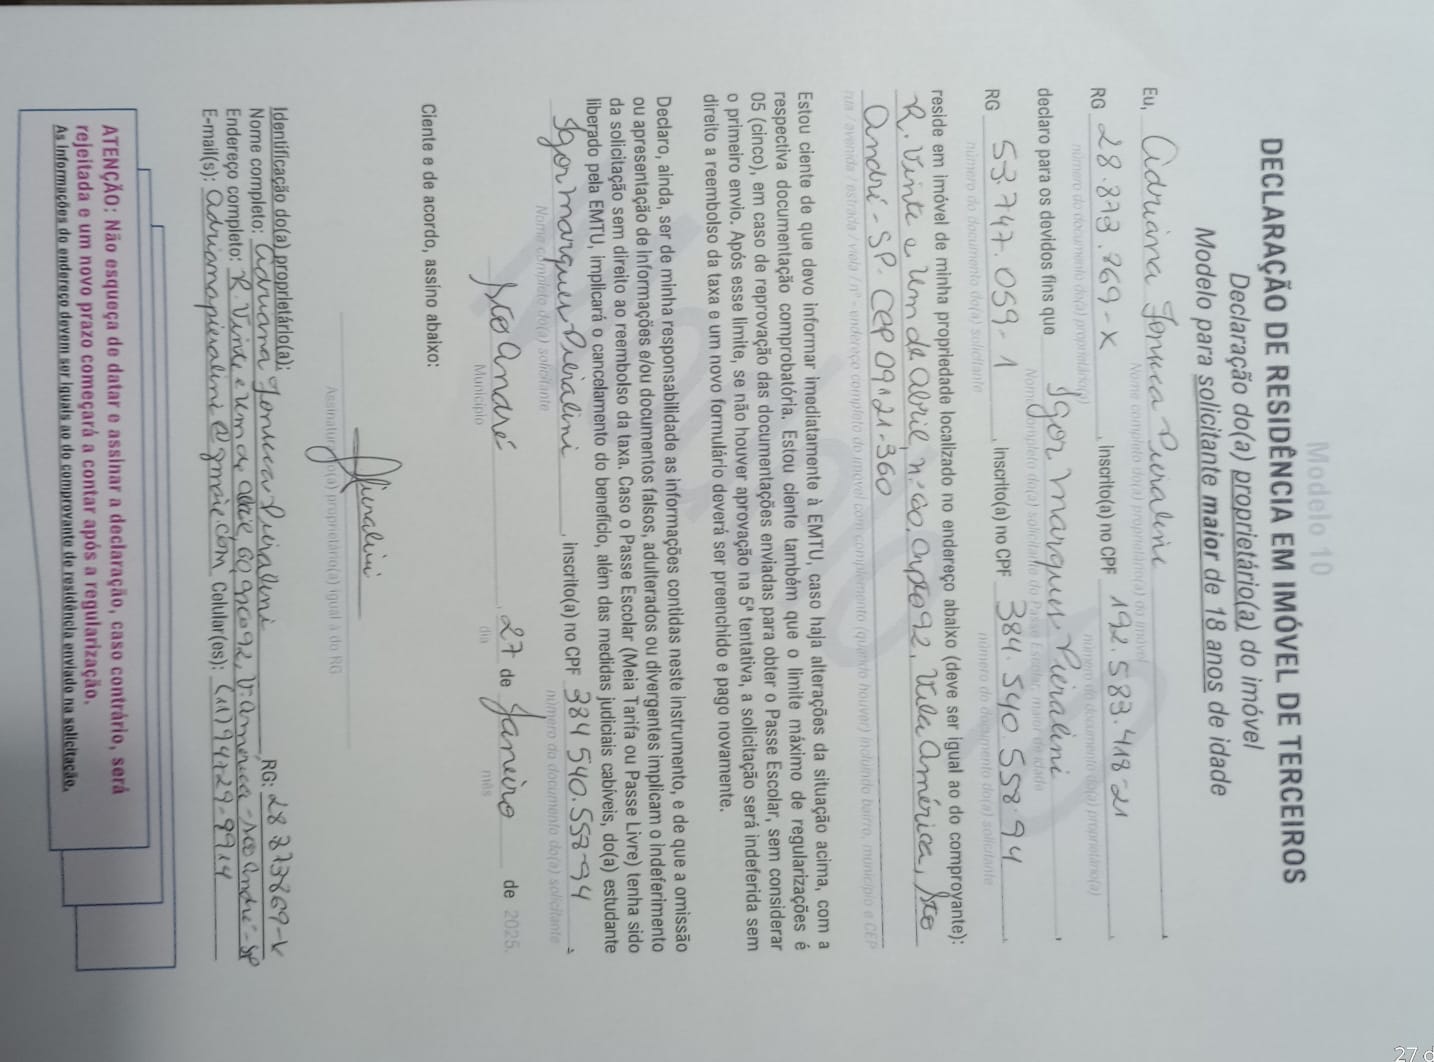 Modelo 10
DECLARAÇÃO DE RESIDÊNCIA EM IMÓVEL DE TERCEIROS
Declaração do(a) proprietário(a) do imóvel
Modelo para solicitante maior de 18 anos de idade
Eu, Adriana Fonseca Pieralini,
Nome completo do(a) proprietário(a) do imóvel
RG 28.873.869-X, inscrito(a) no CPF 192.583.418-21,
número do documento do(a) proprietário(a) número do documento do(a) proprietário(a)
declaro para os devidos fins que Igor Marques Pieralini,
Nome completo do(a) solicitante do Passe Escolar, maior de idade
RG 53.747.059-1, inscrito(a) no CPF 384.540.558-94,
número do documento do(a) solicitante número do documento do(a) solicitante
reside em imóvel de minha propriedade localizado no endereço abaixo (deve ser igual ao do comprovante):
R. Vinte e Um de Abril, n: 60, apto 92, Vila América, Sto
André - SP. CEP 09121-360
rua / avenida / estrada / viela / nº - endereço completo do imóvel com complemento (quando houver) incluindo bairro, município e CEP
Estou ciente de que devo informar imediatamente à EMTU, caso haja alterações da situação acima, com a
respectiva documentação comprobatória. Estou ciente também que o limite máximo de regularizações é
05 (cinco), em caso de reprovação das documentações enviadas para obter o Passe Escolar, sem considerar
o primeiro envio. Após esse limite, se não houver aprovação na 5ª tentativa, a solicitação será indeferida sem
direito a reembolso da taxa e um novo formulário deverá ser preenchido e pago novamente.
Declaro, ainda, ser de minha responsabilidade as informações contidas neste instrumento, e de que a omissão
ou apresentação de informações e/ou documentos falsos, adulterados ou divergentes implicam o indeferimento
da solicitação sem direito ao reembolso da taxa. Caso o Passe Escolar (Meia Tarifa ou Passe Livre) tenha sido
liberado pela EMTU, implicará o cancelamento do benefício, além das medidas judiciais cabíveis, do(a) estudante
Igor Marques Pieralini, inscrito(a) no CPF 384 540.558-94.
Nome completo do(a) solicitante número do documento do(a) solicitante
Sto André, 27 de Janeiro de 2025.
Município dia mês
Ciente e de acordo, assino abaixo:
Pieralini
Assinatura do(a) proprietário(a) igual à do RG
Identificação do(a) proprietário(a):
Nome completo: Adriana Fonseca Pieralini, RG: 28 873869-X
Endereço completo: R. Vinte e Um de Abril, 60 apto 92, V. América - Sto André - SP
E-mail(s): adrianapieralini@gmail.com Celular(es): (11) 94729-9914
ATENÇÃO: Não esqueça de datar e assinar a declaração, caso contrário, será
rejeitada e um novo prazo começará a contar após a regularização.
As informações do endereço devem ser iguais ao do comprovante de residência enviado na solicitação.
27 d